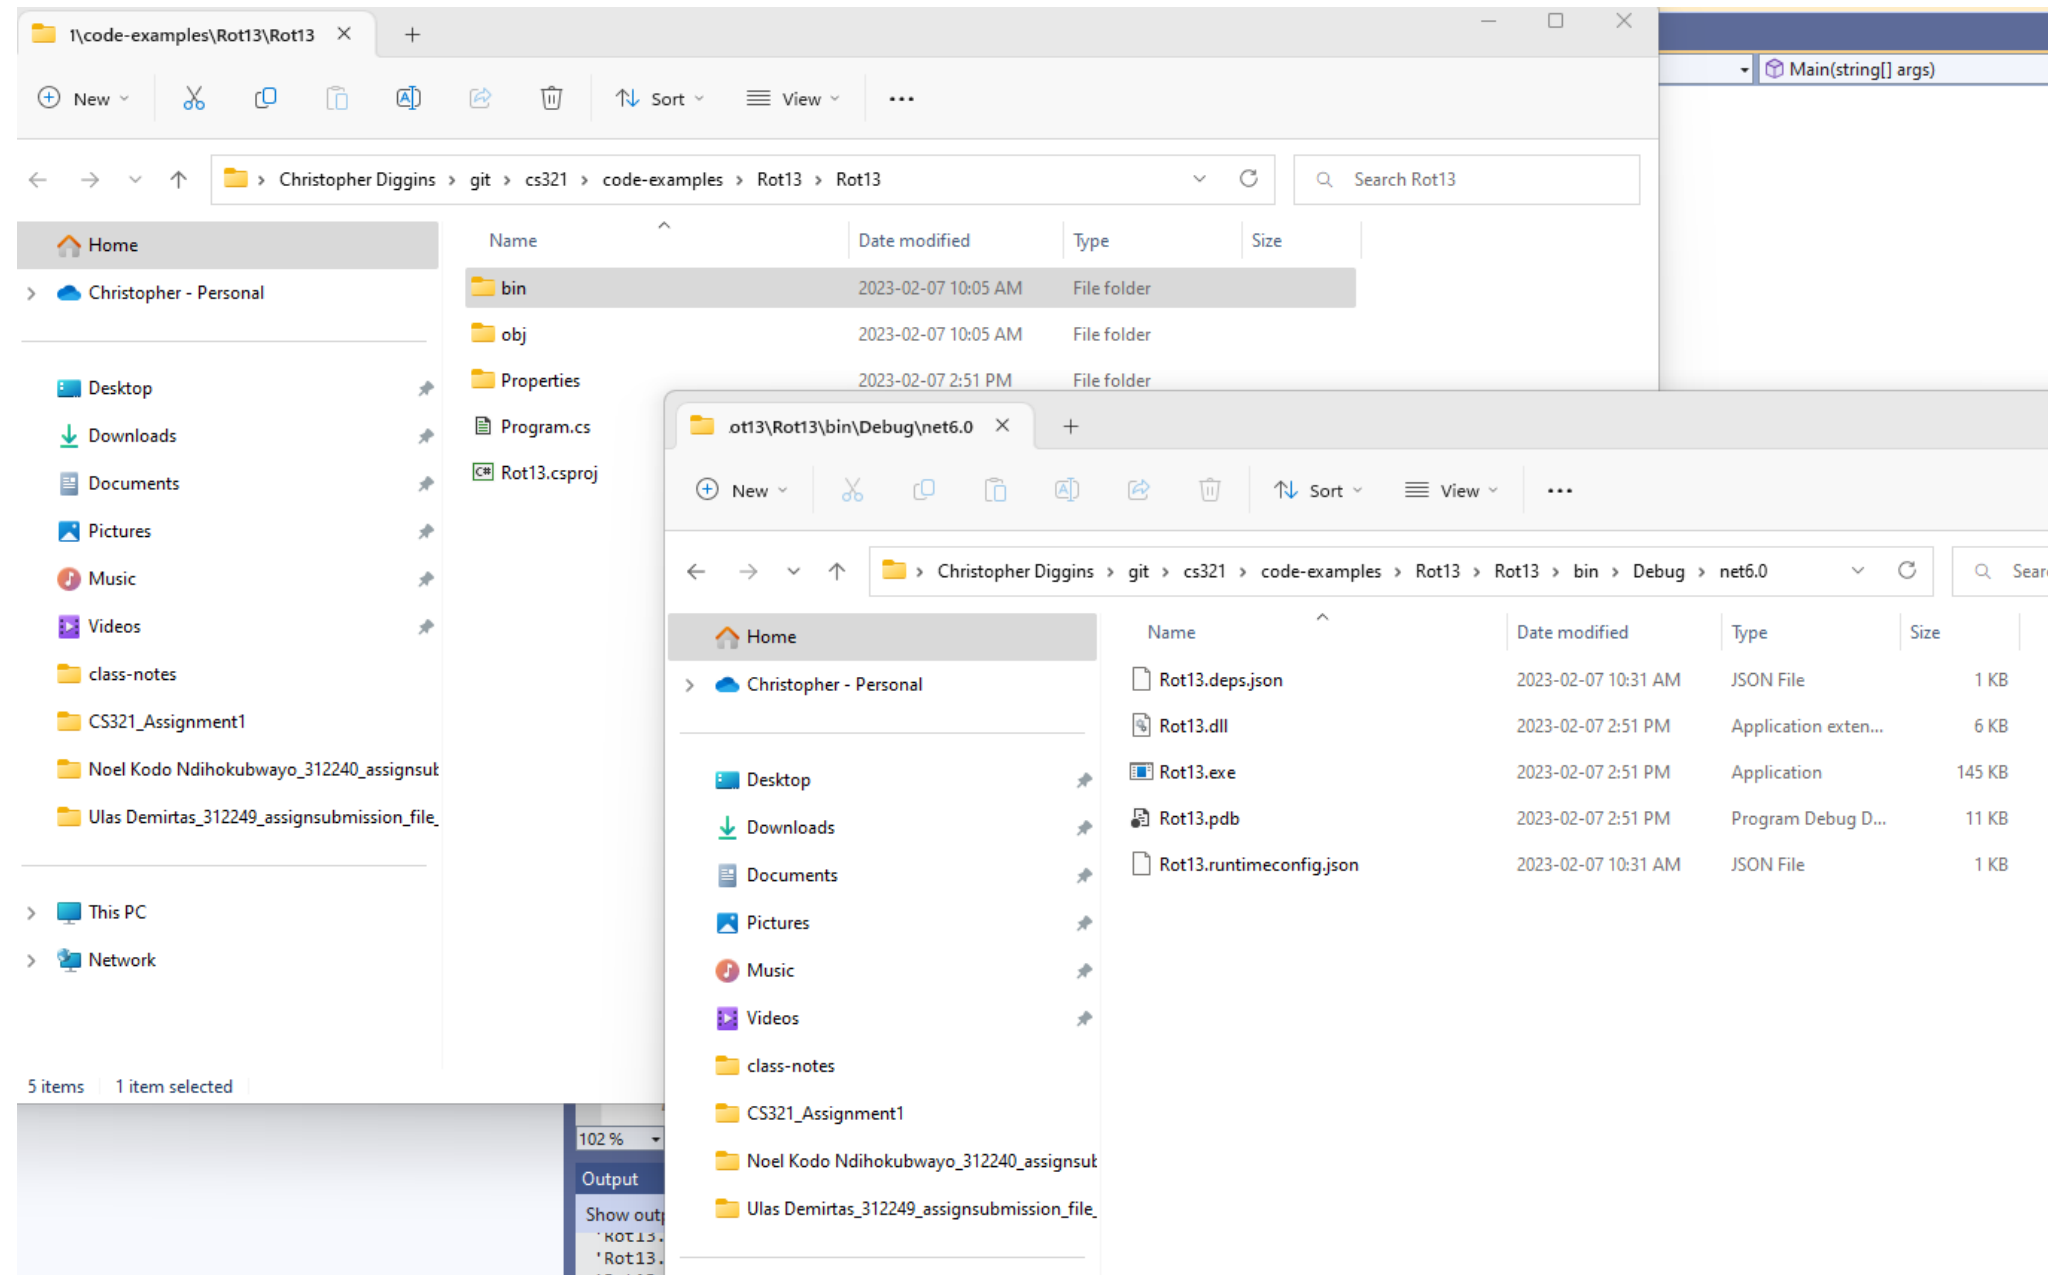 1\code-examples\Rot13\Rot13
Main(string[] args)
New Sort View
Christopher Diggins > git > cs321 > code-examples > Rot13 > Rot13
Search Rot13
Name Date modified Type Size
Home
Christopher - Personal
Desktop
Downloads
Documents
Pictures
Music
Videos
class-notes
CS321_Assignment1
Noel Kodo Ndihokubwayo_312240_assignsub
Ulas Demirtas_312249_assignsubmission_file_
This PC
Network
bin 2023-02-07 10:05 AM File folder
obj 2023-02-07 10:05 AM File folder
Properties 2023-02-07 2:51 PM File folder
Program.cs
C# Rot13.csproj
5 items 1 item selected
.ot13\Rot13\bin\Debug\net6.0
New Sort View
Christopher Diggins > git > cs321 > code-examples > Rot13 > Rot13 > bin > Debug > net6.0
Sear
Name Date modified Type Size
Home
Christopher - Personal
Desktop
Downloads
Documents
Pictures
Music
Videos
class-notes
CS321_Assignment1
Noel Kodo Ndihokubwayo_312240_assignsub
Ulas Demirtas_312249_assignsubmission_file_
Rot13.deps.json 2023-02-07 10:31 AM JSON File 1 KB
Rot13.dll 2023-02-07 2:51 PM Application exten... 6 KB
Rot13.exe 2023-02-07 2:51 PM Application 145 KB
Rot13.pdb 2023-02-07 2:51 PM Program Debug D... 11 KB
Rot13.runtimeconfig.json 2023-02-07 10:31 AM JSON File 1 KB
102 %
Output
Show outp
'Rot13.
'Rot13.